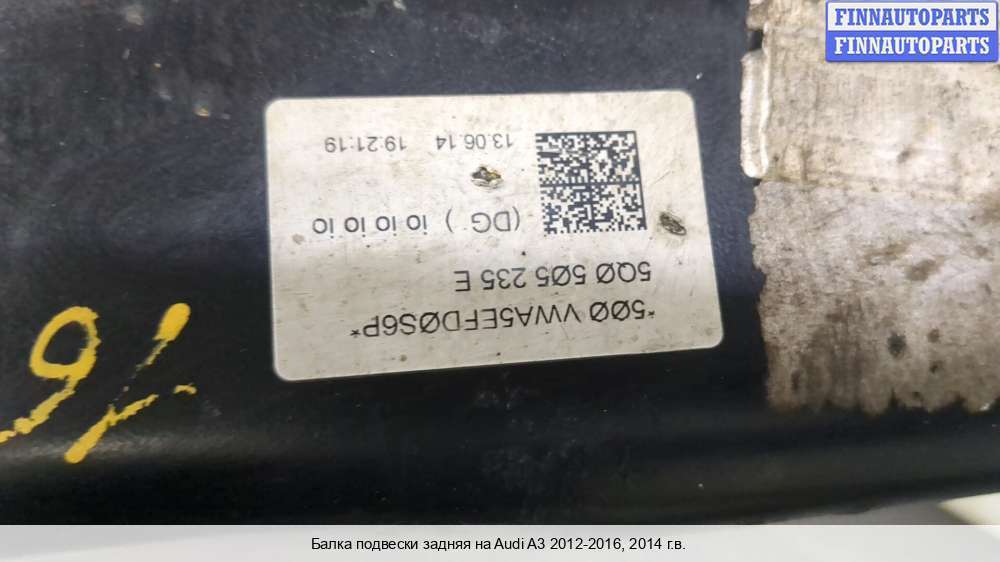 FINNAUTOPARTS
FINNAUTOPARTS
*5ØØ VWA5EFDØS6P*
5QØ 5Ø5 235 E
(DG ) io io io io
13.06.14 19:21:19
Балка подвески задняя на Audi A3 2012-2016, 2014 г.в.